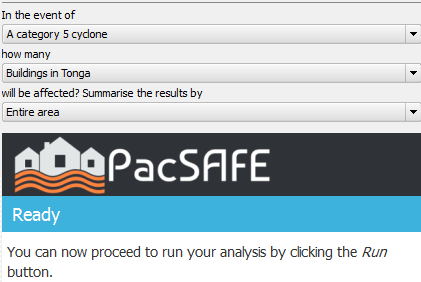 In the event of
A category 5 cyclone
how many
Buildings in Tonga
will be affected? Summarise the results by
Entire area
PacSAFE
Ready
You can now proceed to run your analysis by clicking the Run
button.